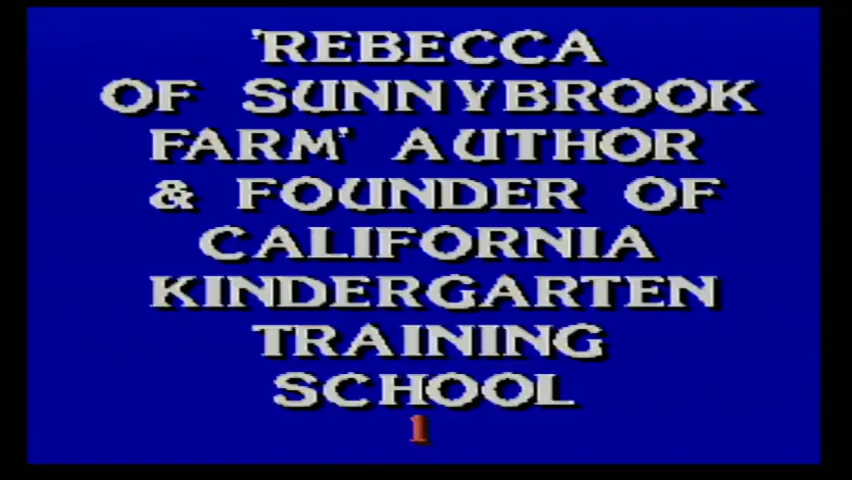 'REBECCA
OF SUNNYBROOK
FARM' AUTHOR
& FOUNDER OF
CALIFORNIA
KINDERGARTEN
TRAINING
SCHOOL
1